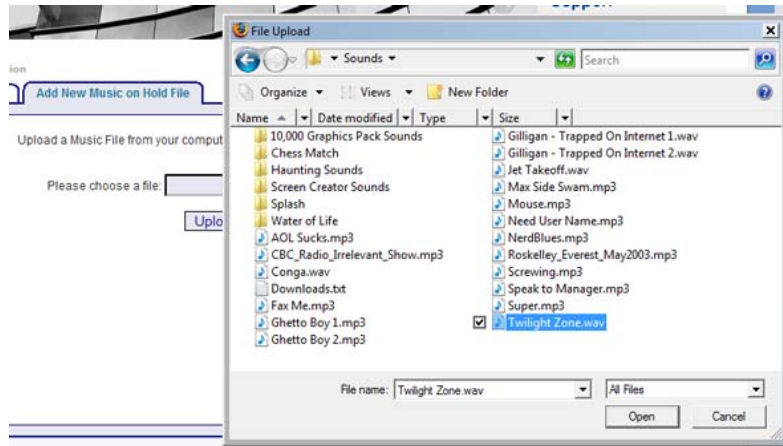 Support
File Upload
Sounds
Search
ion
Organize Views New Folder
Add New Music on Hold File
Name Date modified Type Size
Upload a Music File from your comput
Please choose a file:
Uplo
10,000 Graphics Pack Sounds
Chess Match
Haunting Sounds
Screen Creator Sounds
Splash
Water of Life
AOL Sucks.mp3
CBC_Radio_Irrelevant_Show.mp3
Conga.wav
Downloads.txt
Fax Me.mp3
Ghetto Boy 1.mp3
Ghetto Boy 2.mp3
Gilligan - Trapped On Internet 1.wav
Gilligan - Trapped On Internet 2.wav
Jet Takeoff.wav
Max Side Swam.mp3
Mouse.mp3
Need User Name.mp3
NerdBlues.mp3
Roskelley_Everest_May2003.mp3
Screwing.mp3
Speak to Manager.mp3
Super.mp3
Twilight Zone.wav
File name: Twilight Zone.wav All Files
Open Cancel